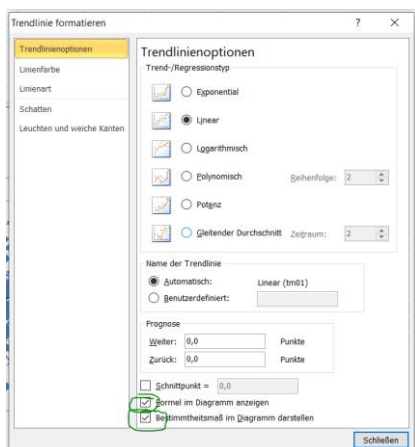 Trendlinie formatieren
? X
Trendlinienoptionen
Linienfarbe
Linienart
Schatten
Leuchten und weiche Kanten
Trendlinienoptionen
Trend-/Regressionstyp
Exponential
Linear
Logarithmisch
Polynomisch Reihenfolge: 2
Potenz
Gleitender Durchschnitt Zeitraum: 2
Name der Trendlinie
Automatisch: Linear (tm01)
Benutzerdefiniert:
Prognose
Weiter: 0,0 Punkte
Zurück: 0,0 Punkte
Schnittpunkt = 0,0
Formel im Diagramm anzeigen
Bestimmtheitsmaß im Diagramm darstellen
Schließen